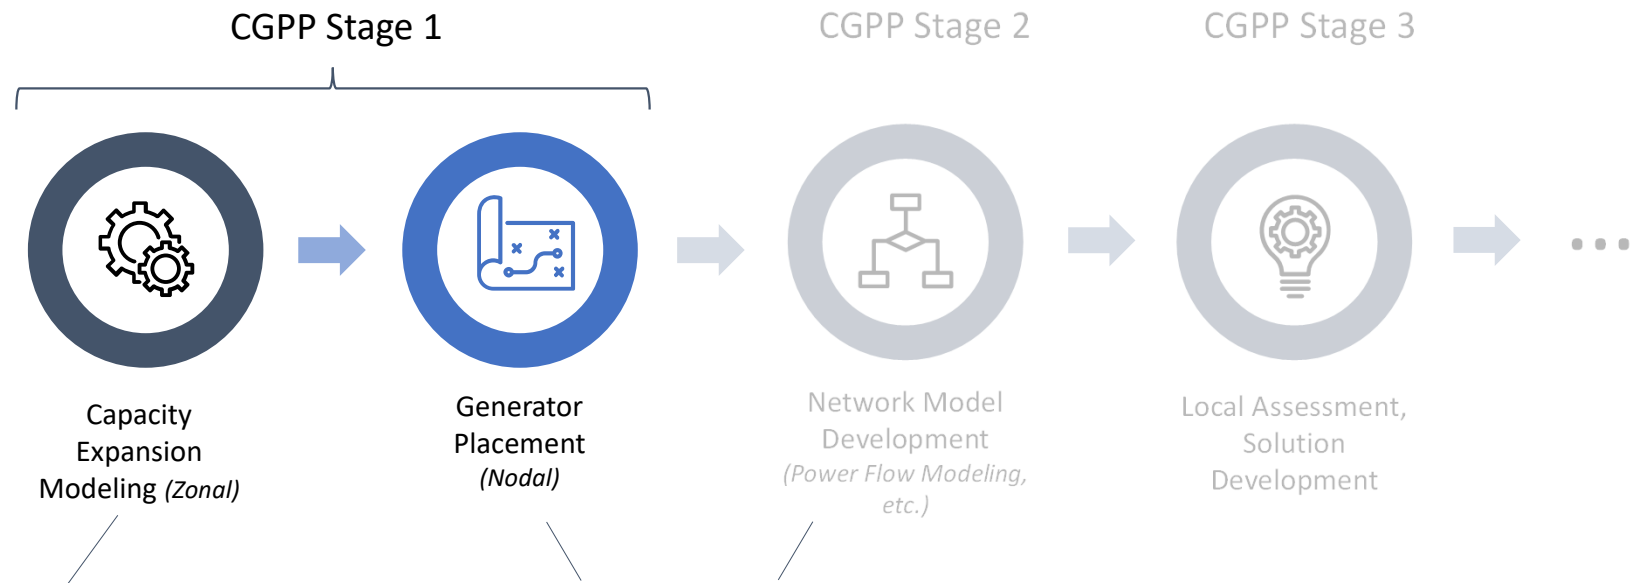 CGPP Stage 1
CGPP Stage 2
CGPP Stage 3
Capacity
Expansion
Modeling (Zonal)
Generator
Placement
(Nodal)
Network Model
Development
(Power Flow Modeling,
etc.)
Local Assessment,
Solution
Development
...